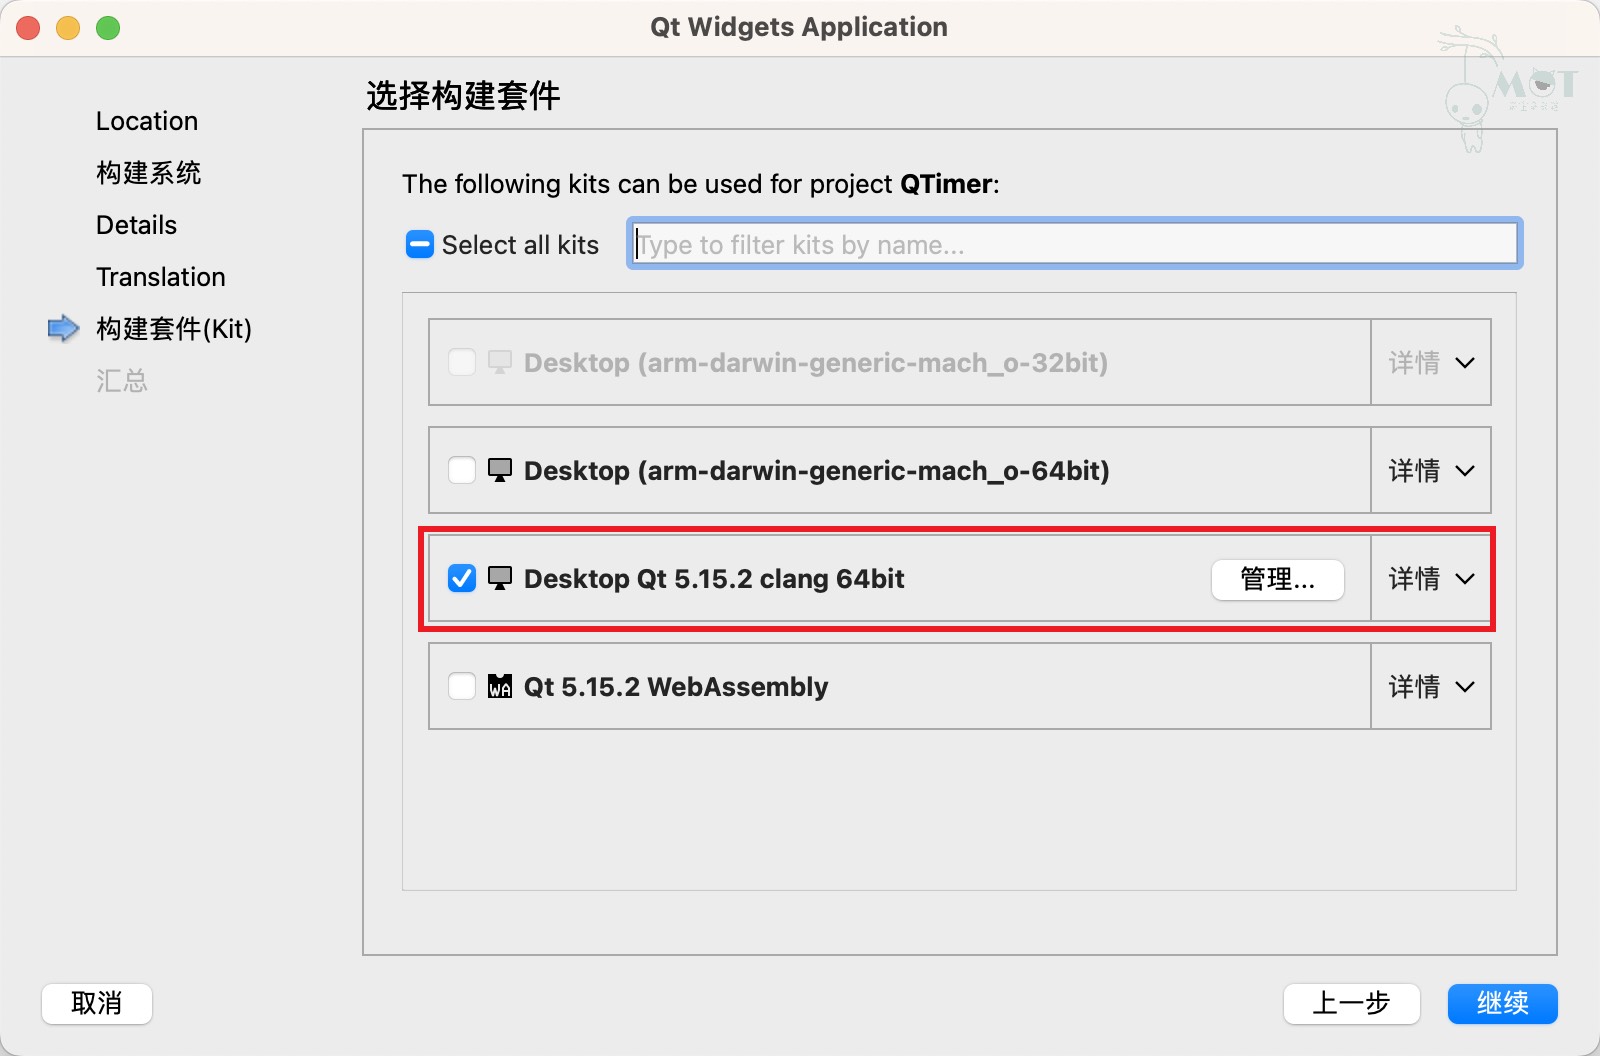 Qt Widgets Application
MOT
选择构建套件
Location
构建系统
Details
Translation
构建套件(Kit)
汇总
The following kits can be used for project QTimer:
Select all kits
Type to filter kits by name...
Desktop (arm-darwin-generic-mach_o-32bit)
详情
Desktop (arm-darwin-generic-mach_o-64bit)
详情
Desktop Qt 5.15.2 clang 64bit
管理...
详情
WA
Qt 5.15.2 WebAssembly
详情
取消
上一步
继续